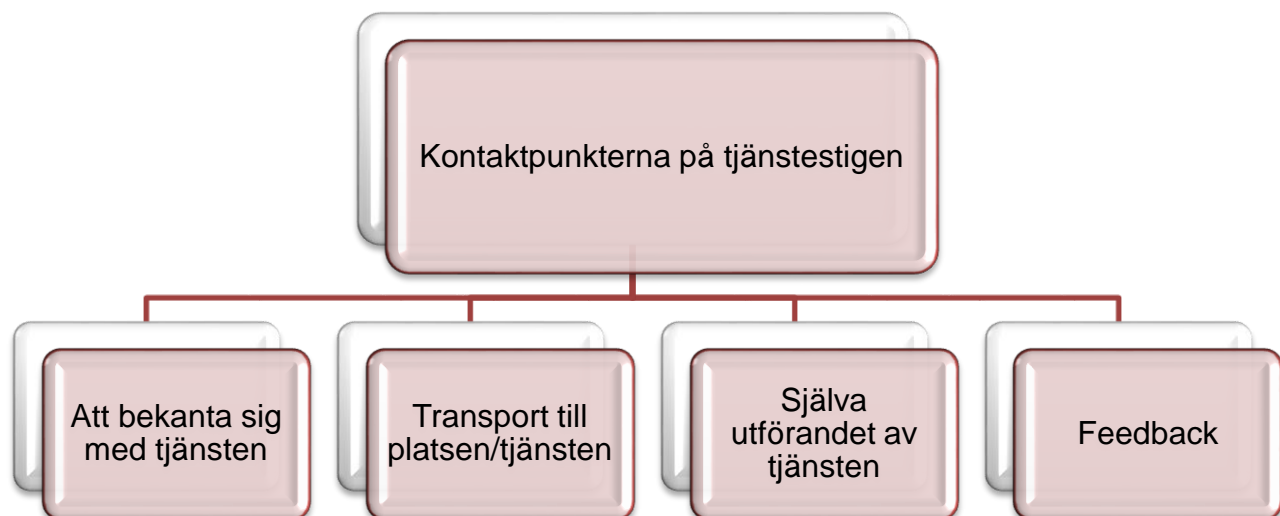 Kontaktpunkterna på tjänstestigen
Att bekanta sig
med tjänsten
Transport till
platsen/tjänsten
Själva
utförandet av
tjänsten
Feedback